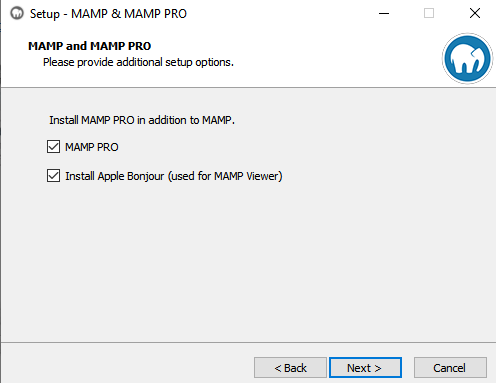 Setup - MAMP & MAMP PRO
MAMP and MAMP PRO
Please provide additional setup options.
Install MAMP PRO in addition to MAMP.
MAMP PRO
Install Apple Bonjour (used for MAMP Viewer)
< Back Next > Cancel